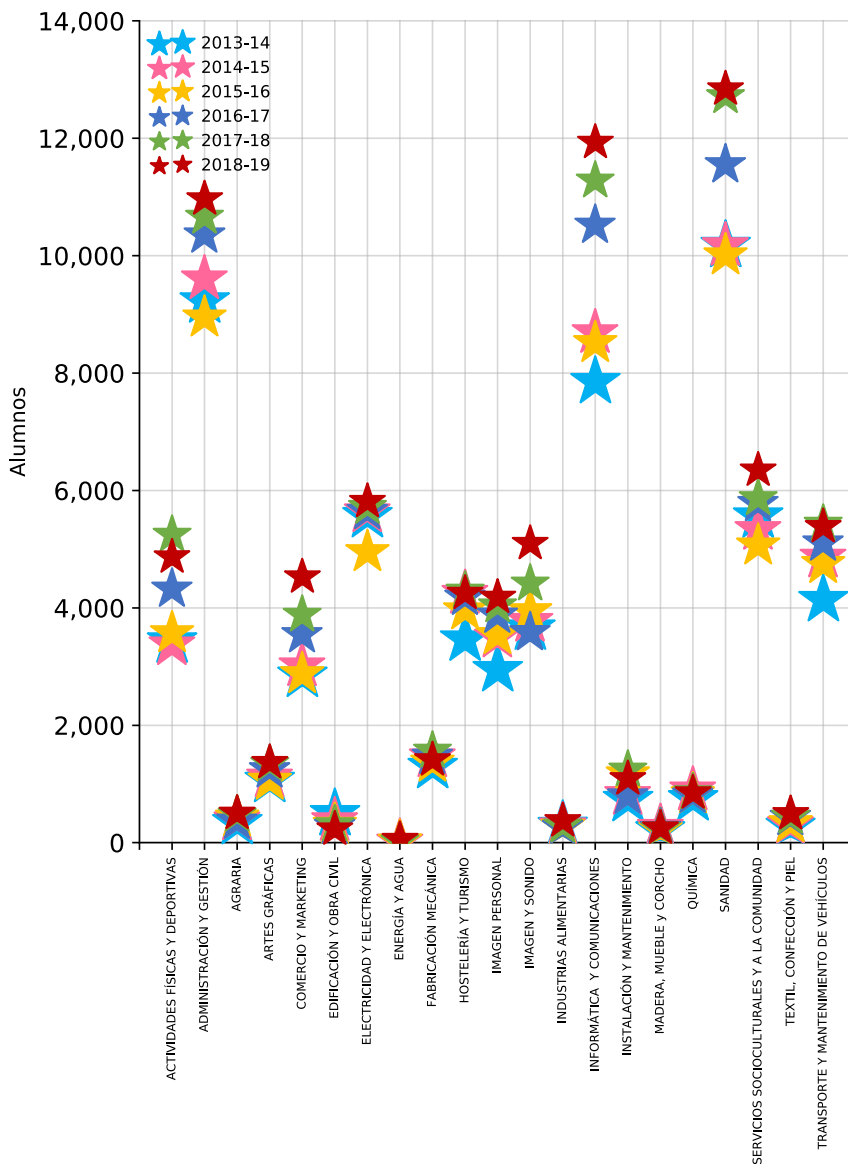 14,000
12,000
10,000
8,000
6,000
4,000
2,000
0
Alumnos
2013-14
2014-15
2015-16
2016-17
2017-18
2018-19
ACTIVIDADES FÍSICAS Y DEPORTIVAS
ADMINISTRACIÓN Y GESTIÓN
AGRARIA
ARTES GRÁFICAS
COMERCIO Y MARKETING
EDIFICACIÓN Y OBRA CIVIL
ELECTRICIDAD Y ELECTRÓNICA
ENERGÍA Y AGUA
FABRICACIÓN MECÁNICA
HOSTELERIA Y TURISMO
IMAGEN PERSONAL
IMAGEN Y SONIDO
INDUSTRIAS ALIMENTARIAS
INFORMÁTICA Y COMUNICACIONES
INSTALACIÓN Y MANTENIMIENTO
MADERA, MUEBLE y CORCHO
QUÍMICA
SANIDAD
SERVICIOS SOCIOCULTURALES Y A LA COMUNIDAD
TEXTIL, CONFECCIÓN Y PIEL
TRANSPORTE Y MANTENIMIENTO DE VEHÍCULOS